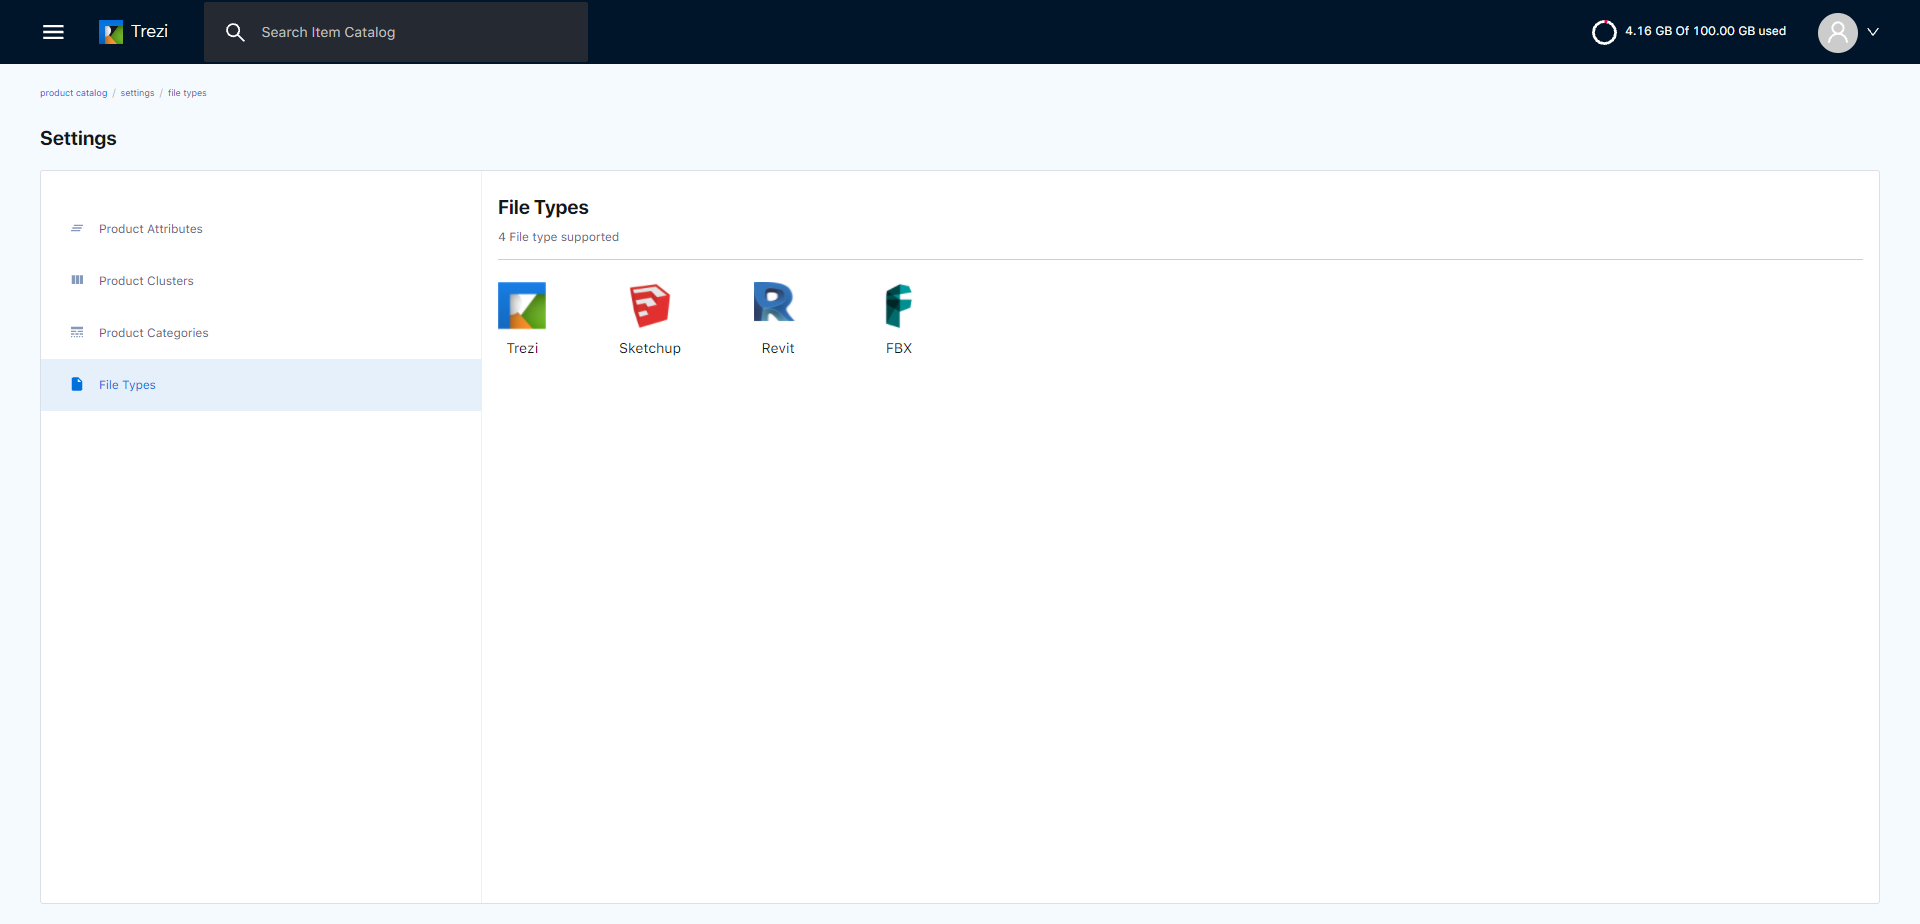 Trezi
Search Item Catalog
4.16 GB Of 100.00 GB used
product catalog / settings / file types
Settings
Product Attributes
Product Clusters
Product Categories
File Types
File Types
4 File type supported
Trezi
Sketchup
Revit
FBX